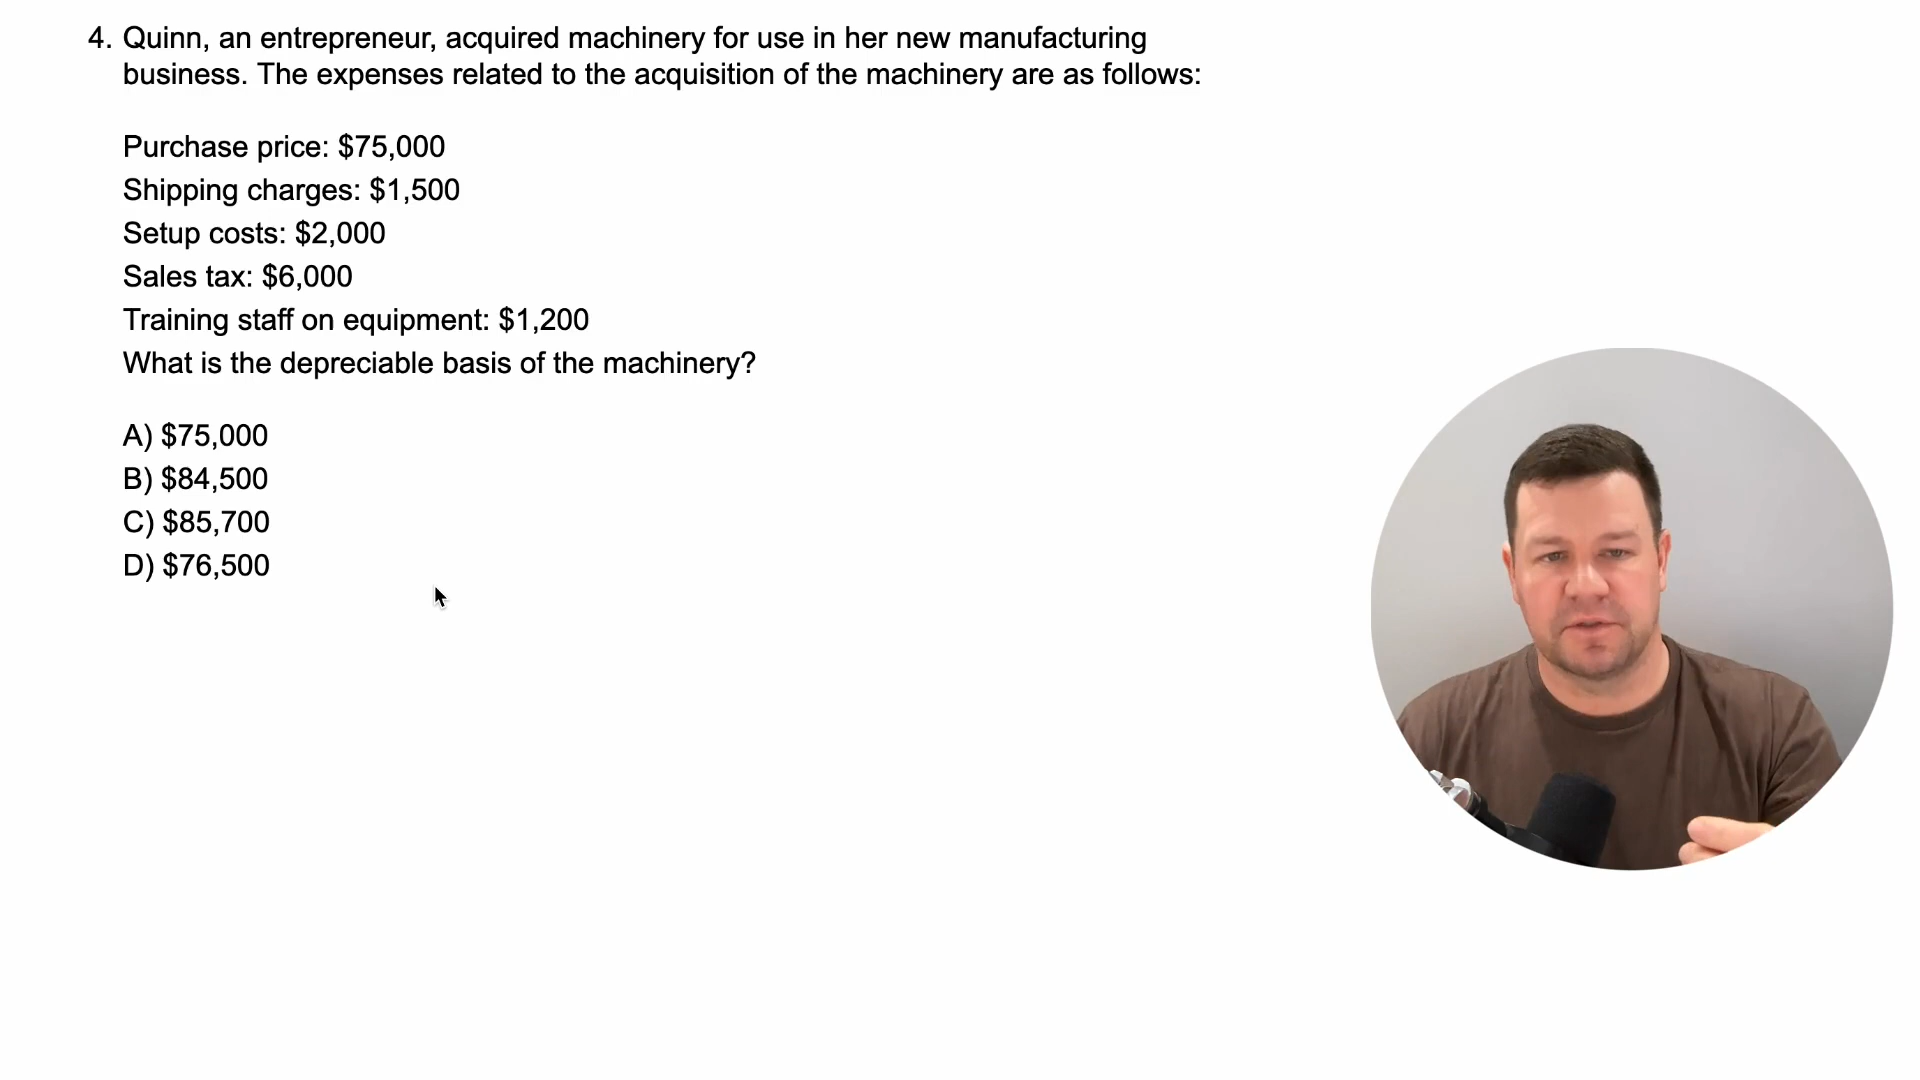 4. Quinn, an entrepreneur, acquired machinery for use in her new manufacturing
business. The expenses related to the acquisition of the machinery are as follows:
Purchase price: $75,000
Shipping charges: $1,500
Setup costs: $2,000
Sales tax: $6,000
Training staff on equipment: $1,200
What is the depreciable basis of the machinery?
A) $75,000
B) $84,500
C) $85,700
D) $76,500